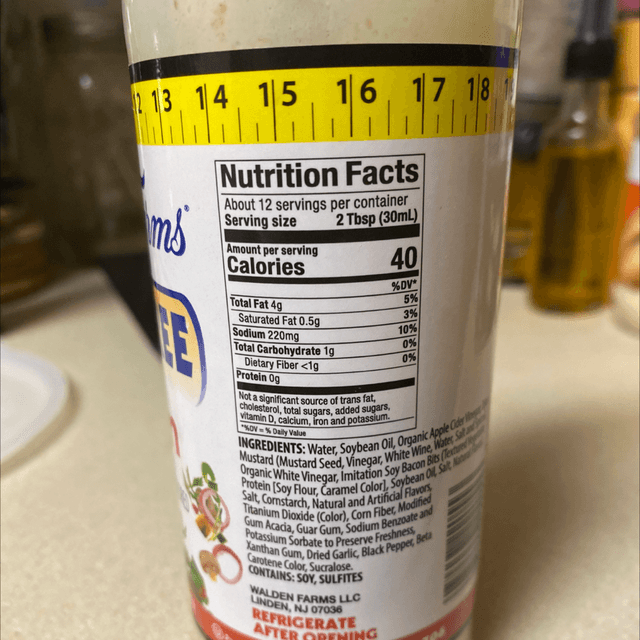 12 13 14 15 16 17 18
ms®
EE
Nutrition Facts
About 12 servings per container
Serving size 2 Tbsp (30mL)
Amount per serving
Calories 40
%DV*
Total Fat 4g 5%
Saturated Fat 0.5g 3%
Sodium 220mg 10%
Total Carbohydrate 1g 0%
Dietary Fiber <1g 0%
Protein 0g
Not a significant source of trans fat,
cholesterol, total sugars, added sugars,
vitamin D, calcium, iron and potassium.
*%DV = % Daily Value
INGREDIENTS: Water, Soybean Oil, Organic Apple Cider
Mustard (Mustard Seed, Vinegar, White Wine, Water, Salt and
Organic White Vinegar, Imitation Soy Bacon Bits (Textured
Protein [Soy Flour, Caramel Color], Soybean Oil, Salt, Natural
Salt, Cornstarch, Natural and Artificial Flavors,
Titanium Dioxide (Color), Corn Fiber, Modified
Gum Acacia, Guar Gum, Sodium Benzoate and
Potassium Sorbate to Preserve Freshness,
Xanthan Gum, Dried Garlic, Black Pepper, Beta
Carotene Color, Sucralose.
CONTAINS: SOY, SULFITES
WALDEN FARMS LLC
LINDEN, NJ 07036
REFRIGERATE
AFTER OPENING